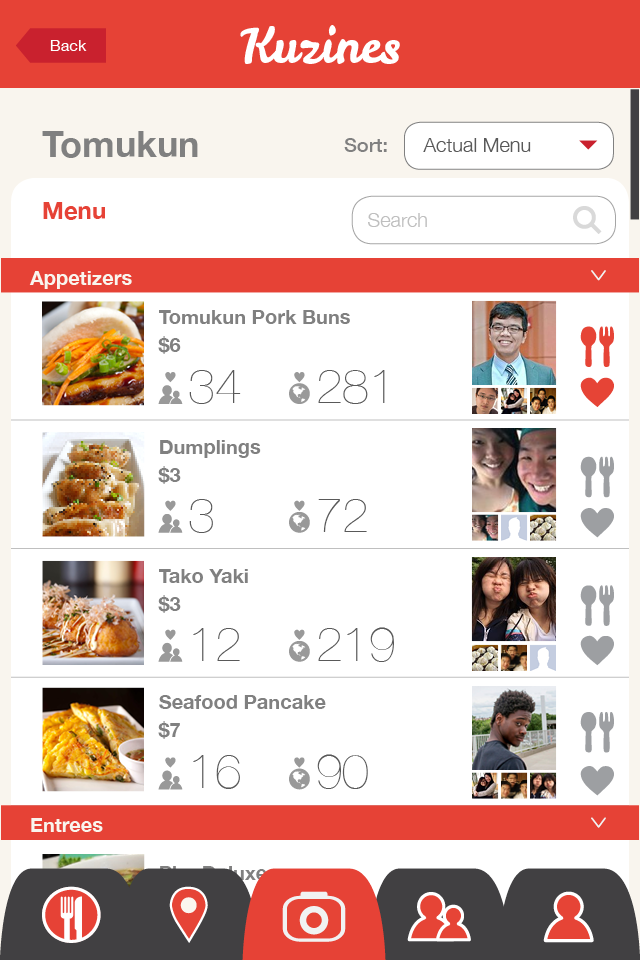 Back
Kuzines
Tomukun
Sort:
Actual Menu
Menu
Search
Appetizers
Tomukun Pork Buns
$6
34
281
Dumplings
$3
3
72
Tako Yaki
$3
12
219
Seafood Pancake
$7
16
90
Entrees